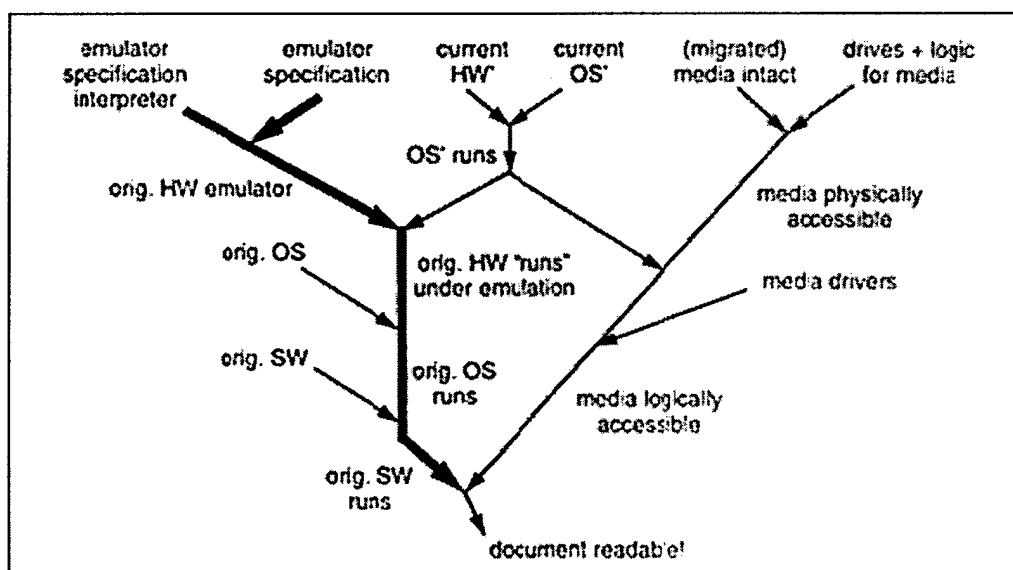 emulator
specification
interpreter
emulator
specification
current
HW*
current
OS*
(migrated)
media intact
drives + logic
for media
OS* runs
orig. HW emulator
media physically
accessible
orig. OS
orig. HW "runs"
under emulation
media drivers
orig. SW
orig. OS
runs
media logically
accessible
orig. SW
runs
document readable!